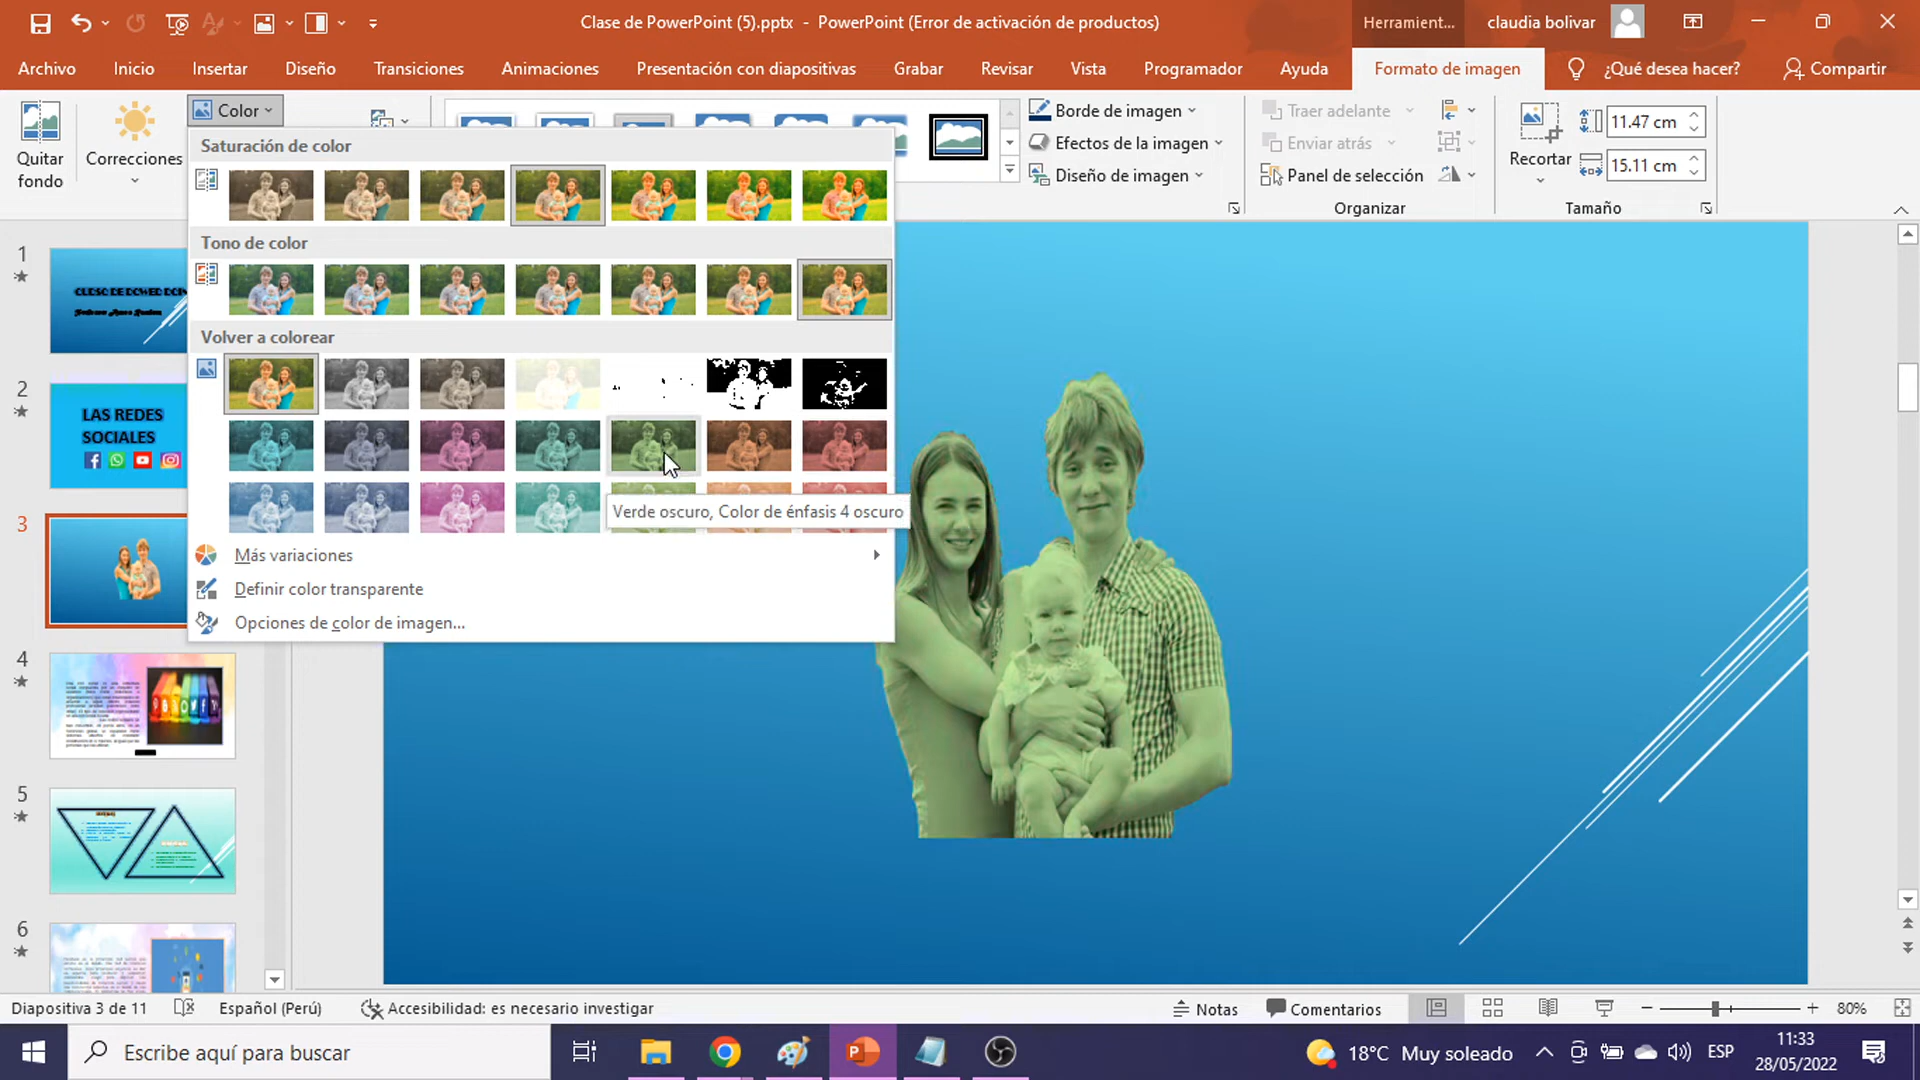 Clase de PowerPoint (5).pptx - PowerPoint (Error de activación de productos)
Herramient...
claudia bolivar
Archivo
Inicio
Insertar
Diseño
Transiciones
Animaciones
Presentación con diapositivas
Grabar
Revisar
Vista
Programador
Ayuda
Formato de imagen
¿Qué desea hacer?
Compartir
Quitar fondo
Correcciones
Color
Borde de imagen
Efectos de la imagen
Diseño de imagen
Traer adelante
Enviar atrás
Panel de selección
Organizar
Recortar
11.47 cm
15.11 cm
Tamaño
Saturación de color
Tono de color
Volver a colorear
Verde oscuro, Color de énfasis 4 oscuro
Más variaciones
Definir color transparente
Opciones de color de imagen...
1
2
LAS REDES
SOCIALES
3
4
5
6
Diapositiva 3 de 11
Español (Perú)
Accesibilidad: es necesario investigar
Notas
Comentarios
80%
Escribe aquí para buscar
18°C Muy soleado
ESP
11:33
28/05/2022